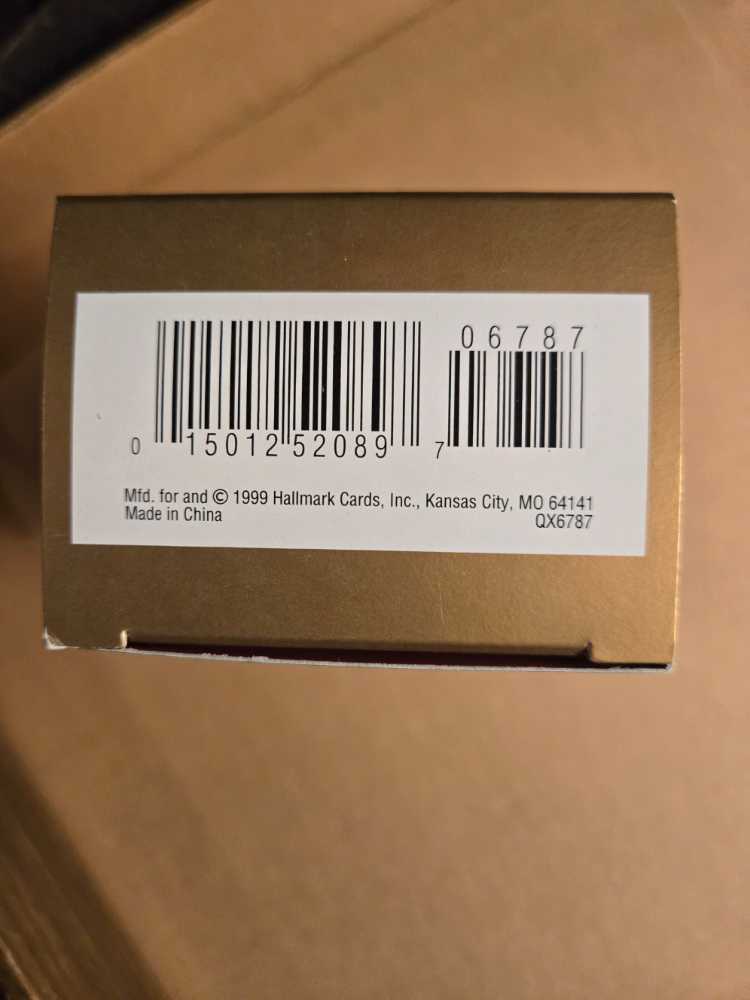 06787
0 15012 52089 7
Mfd. for and © 1999 Hallmark Cards, Inc., Kansas City, MO 64141
Made in China
QX6787